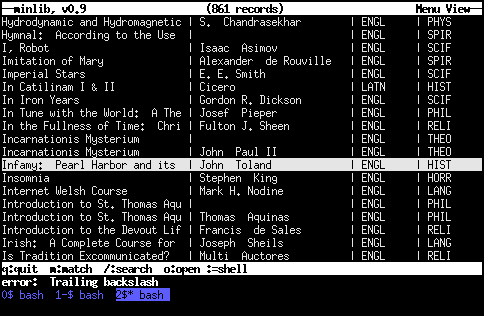 minlib, v0.9 (861 records) Menu View
Hydrodynamic and Hydromagnetic | S. Chandrasekhar | ENGL | PHYS
Hymnal: According to the Use | | ENGL | SPIR
I, Robot | Isaac Asimov | ENGL | SCIF
Imitation of Mary | Alexander de Rouville | ENGL | SPIR
Imperial Stars | E. E. Smith | ENGL | SCIF
In Catilinam I & II | Cicero | LATN | HIST
In Iron Years | Gordon R. Dickson | ENGL | SCIF
In Tune with the World: A The | Josef Pieper | ENGL | PHIL
In the Fullness of Time: Chri | Fulton J. Sheen | ENGL | RELI
Incarnationis Mysterium | | ENGL | THEO
Incarnationis Mysterium | John Paul II | ENGL | THEO
Infamy: Pearl Harbor and its | John Toland | ENGL | HIST
Insomnia | Stephen King | ENGL | HORR
Internet Welsh Course | Mark H. Nodine | ENGL | LANG
Introduction to St. Thomas Aqu | | ENGL | PHIL
Introduction to St. Thomas Aqu | Thomas Aquinas | ENGL | PHIL
Introduction to the Devout Lif | Francis de Sales | ENGL | RELI
Irish: A Complete Course for | Joseph Sheils | ENGL | LANG
Is Tradition Excommunicated? | Multi Auctores | ENGL | RELI
q:quit m:match /:search o:open :=shell
error: Trailing backslash
0$ bash 1-$ bash 2$* bash